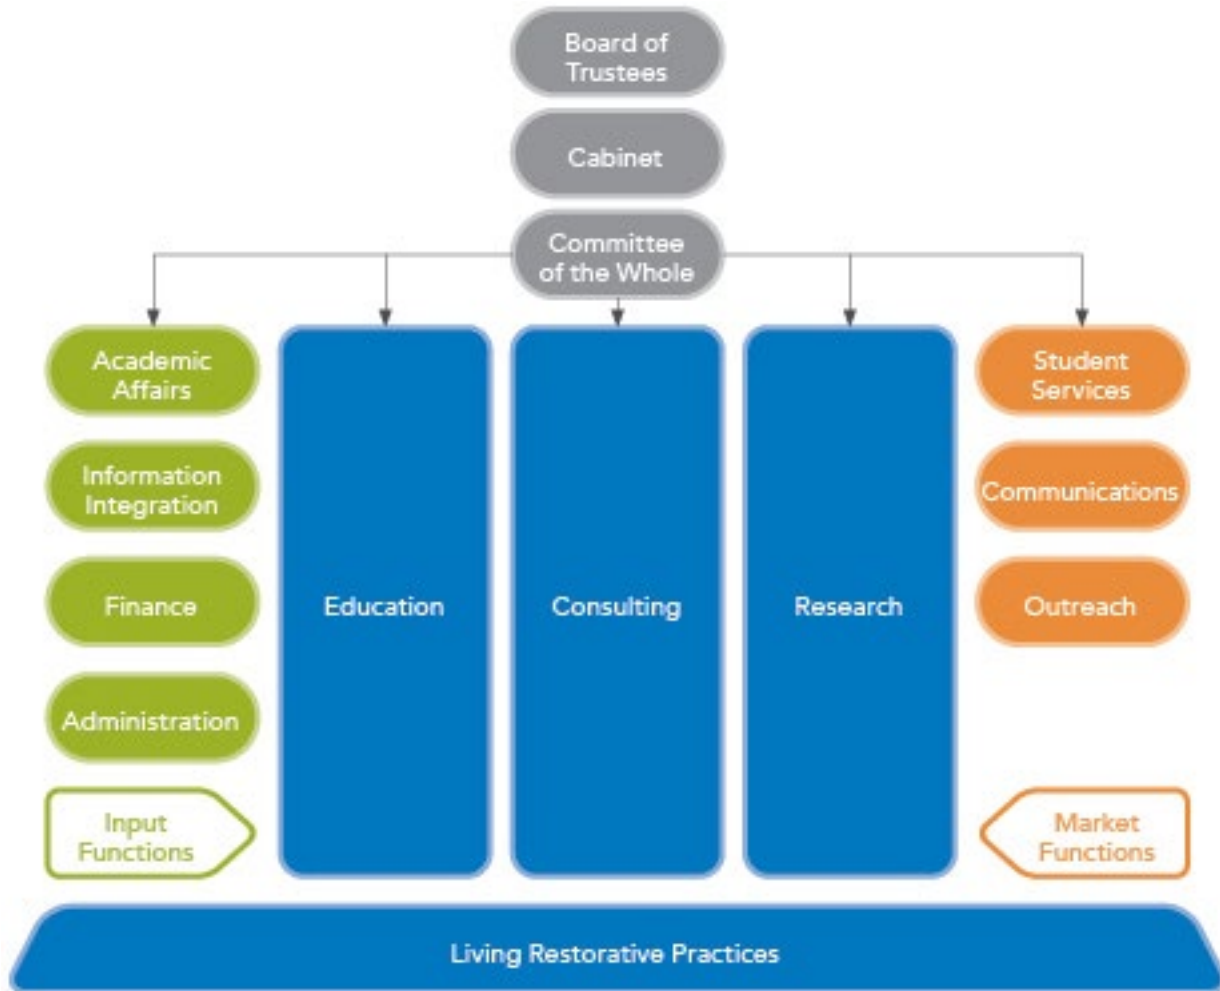 Board of
Trustees
Cabinet
Committee
of the Whole
Academic
Affairs
Information
Integration
Finance
Administration
Input
Functions
Education
Consulting
Research
Student
Services
Communications
Outreach
Market
Functions
Living Restorative Practices